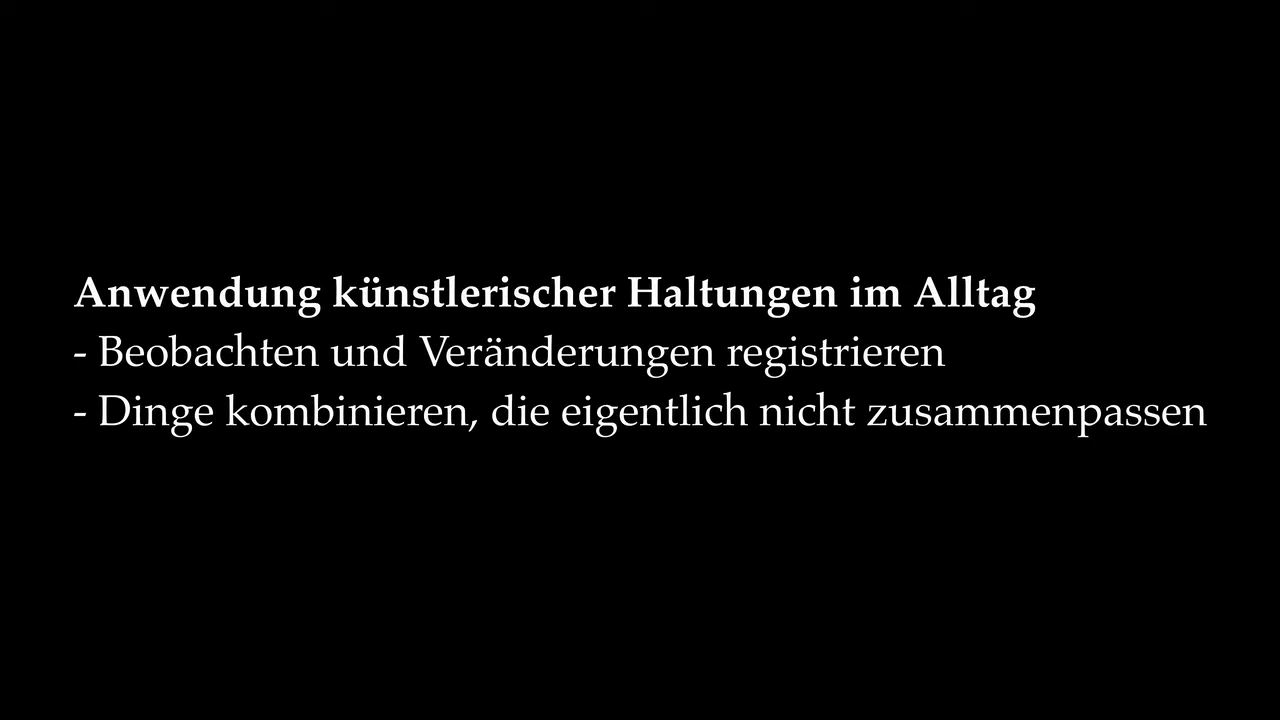 Anwendung künstlerischer Haltungen im Alltag
- Beobachten und Veränderungen registrieren
- Dinge kombinieren, die eigentlich nicht zusammenpassen